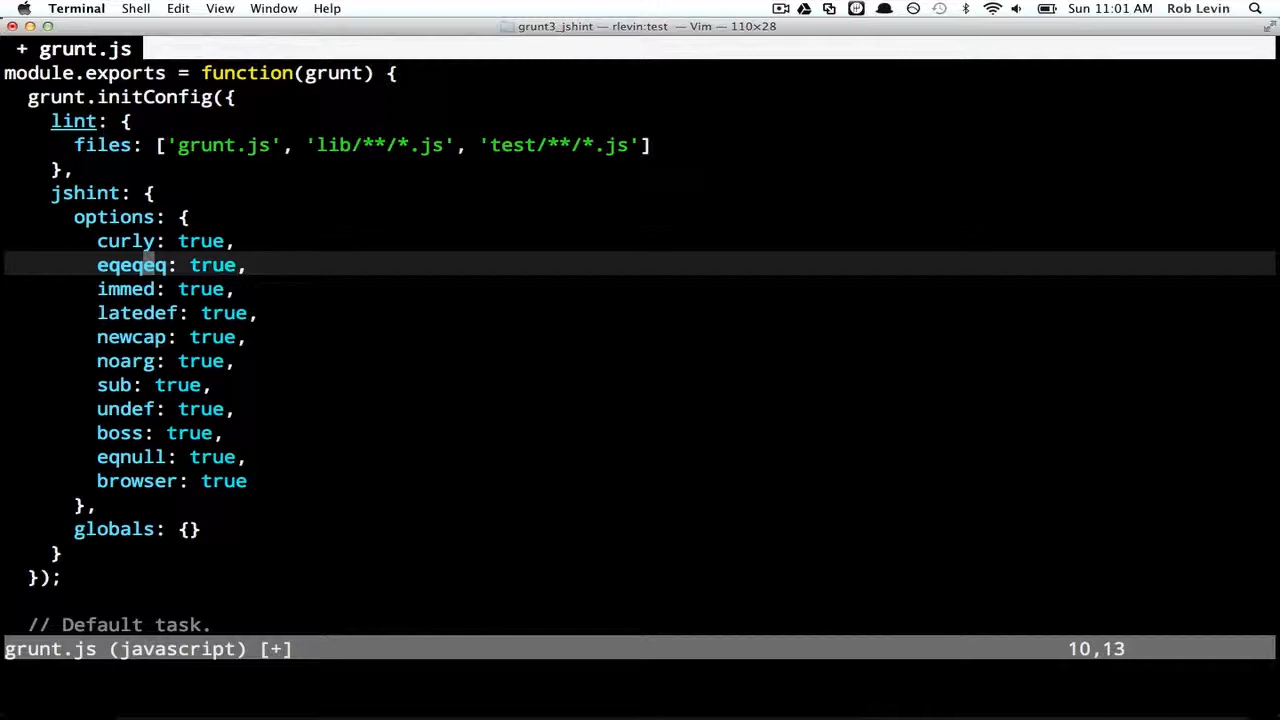 Terminal Shell Edit View Window Help Sun 11:01 AM Rob Levin
grunt3_jshint — rlevin:test — Vim — 110×28
+ grunt.js
module.exports = function(grunt) {
  grunt.initConfig({
    lint: {
      files: ['grunt.js', 'lib/**/*.js', 'test/**/*.js']
    },
    jshint: {
      options: {
        curly: true,
        eqeqeq: true,
        immed: true,
        latedef: true,
        newcap: true,
        noarg: true,
        sub: true,
        undef: true,
        boss: true,
        eqnull: true,
        browser: true
      },
      globals: {}
    }
  });
  // Default task.
grunt.js (javascript) [+] 10,13